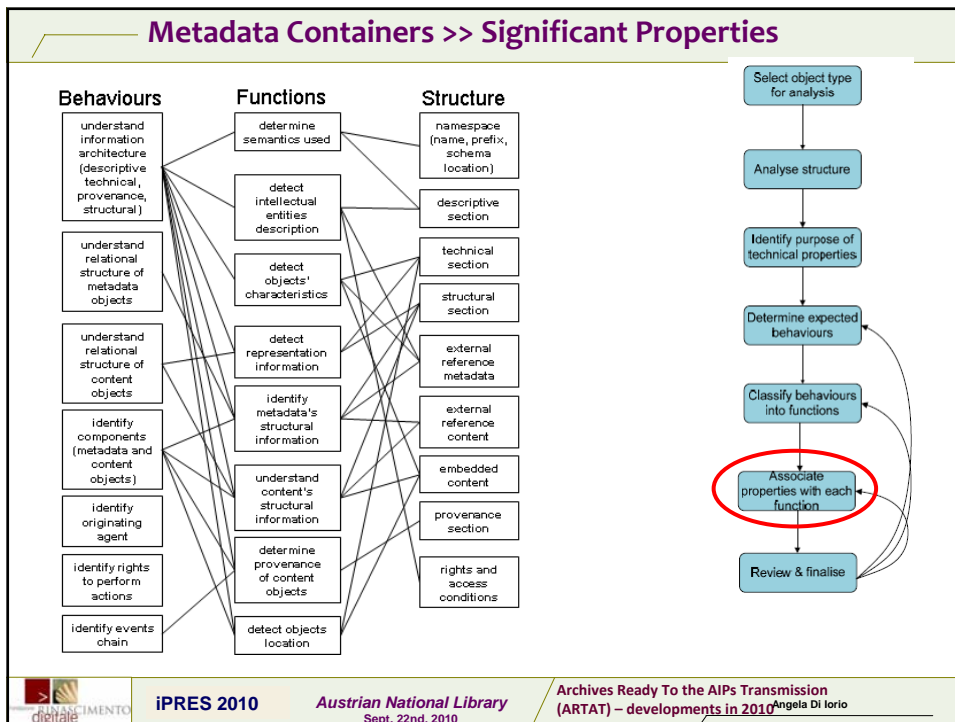 Metadata Containers >> Significant Properties
Behaviours
understand
information
architecture
(descriptive
technical,
provenance,
structural)
understand
relational
structure of
metadata
objects
understand
relational
structure of
content
objects
identify
components
(metadata and
content
objects)
identify
originating
agent
identify rights
to perform
actions
identify events
chain
Functions
determine
semantics used
detect
intellectual
entities
description
detect
objects'
characteristics
detect
representation
information
identify
metadata's
structural
information
understand
content's
structural
information
determine
provenance
of content
objects
detect objects
location
Structure
namespace
(name, prefix,
schema
location)
descriptive
section
technical
section
structural
section
external
reference
metadata
external
reference
content
embedded
content
provenance
section
rights and
access
conditions
Select object type
for analysis
Analyse structure
Identify purpose of
technical properties
Determine expected
behaviours
Classify behaviours
into functions
Associate
properties with each
function
Review & finalise
RINASCIMENTO
digitale
iPRES 2010
Austrian National Library
Sept. 22nd, 2010
Archives Ready To the AIPs Transmission
(ARTAT) – developments in 2010
Angela Di Iorio